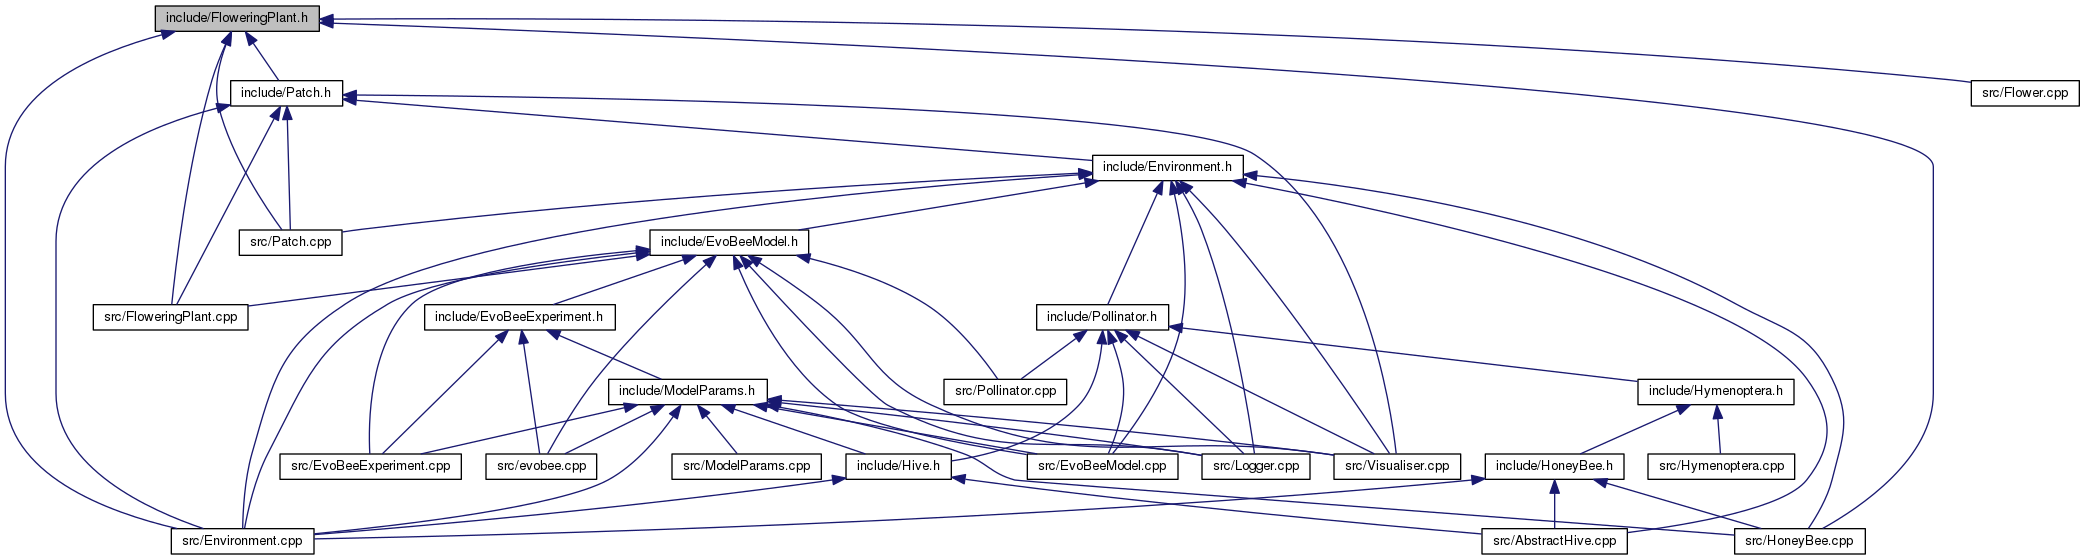 include/FloweringPlant.h
include/Patch.h
src/Flower.cpp
include/Environment.h
src/Patch.cpp
include/EvoBeeModel.h
src/FloweringPlant.cpp
include/EvoBeeExperiment.h
include/Pollinator.h
include/ModelParams.h
src/Pollinator.cpp
include/Hymenoptera.h
src/EvoBeeExperiment.cpp
src/evobee.cpp
src/ModelParams.cpp
include/Hive.h
src/EvoBeeModel.cpp
src/Logger.cpp
src/Visualiser.cpp
include/HoneyBee.h
src/Hymenoptera.cpp
src/Environment.cpp
src/AbstractHive.cpp
src/HoneyBee.cpp